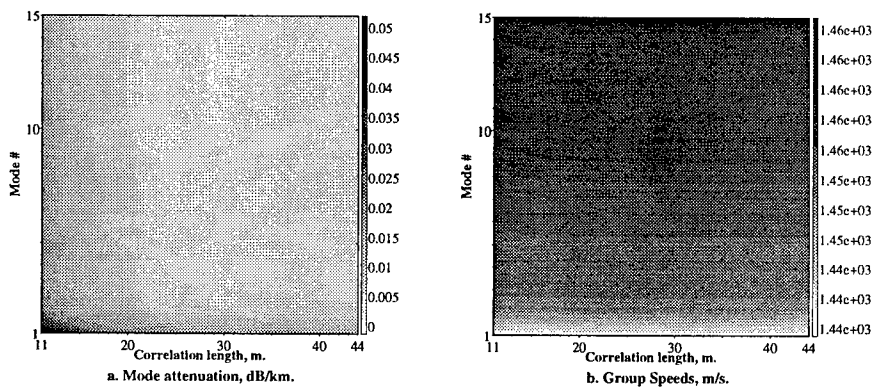 15
10
1
Mode #
11
20
30
40
44
Correlation length, m.
0.05
0.045
0.04
0.035
0.03
0.025
0.02
0.015
0.01
0.005
0
a. Mode attenuation, dB/km.
15
10
1
Mode #
11
20
30
40
44
Correlation length, m.
1.46e+03
1.46e+03
1.46e+03
1.46e+03
1.46e+03
1.45e+03
1.45e+03
1.45e+03
1.44e+03
1.44e+03
1.44e+03
b. Group Speeds, m/s.